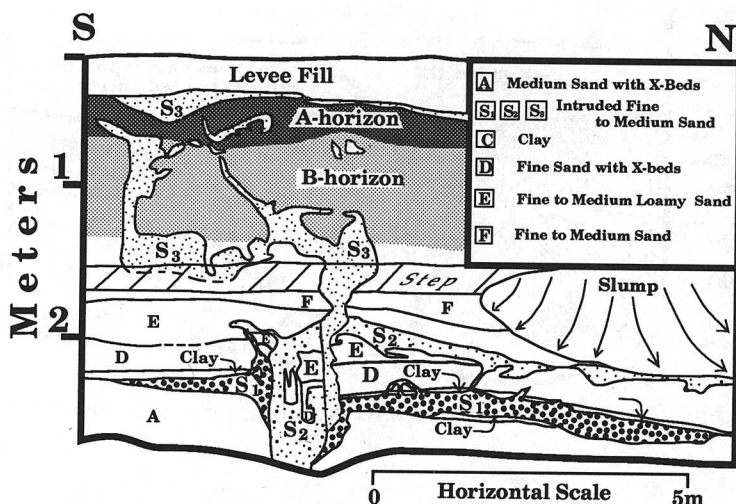 S
N
Levee Fill
S3
A-horizon
B-horizon
1
Meters
S3
S3
Step
F
F
2
E
E
S2
E
E
D
Clay
Clay
D
S1
S1
D
A
S2
Clay
Slump
A Medium Sand with X-Beds
S1 S2 S3 Intruded Fine
to Medium Sand
C Clay
D Fine Sand with X-beds
E Fine to Medium Loamy Sand
F Fine to Medium Sand
0 Horizontal Scale 5m